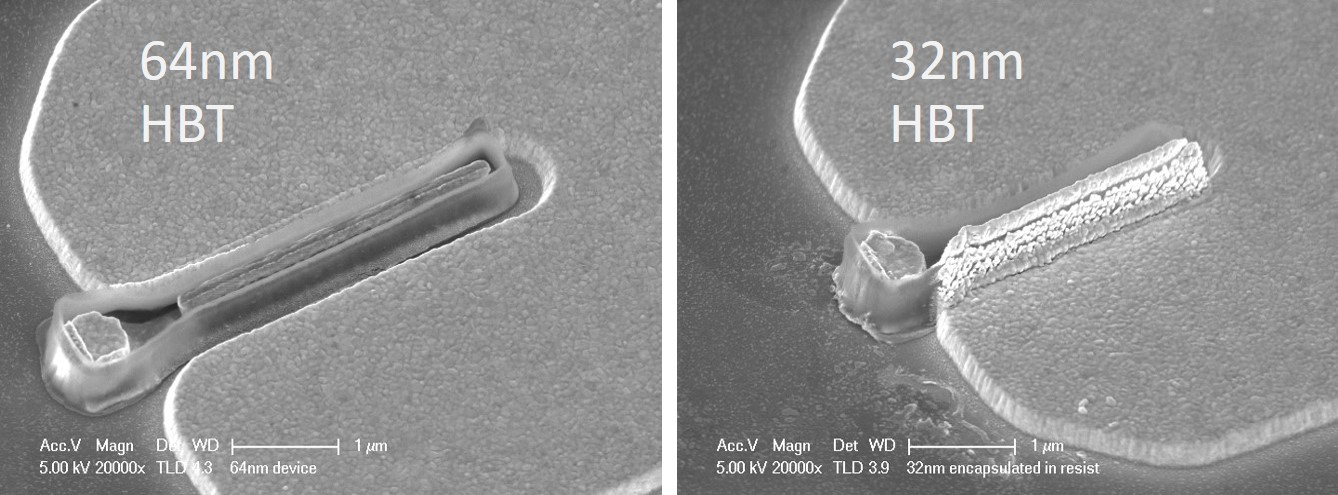 64nm
HBT
Acc.V Magn Det WD 1 µm
5.00 kV 20000x TLD 4.3 64nm device
32nm
HBT
Acc.V Magn Det WD 1 µm
5.00 kV 20000x TLD 3.9 32nm encapsulated in resist